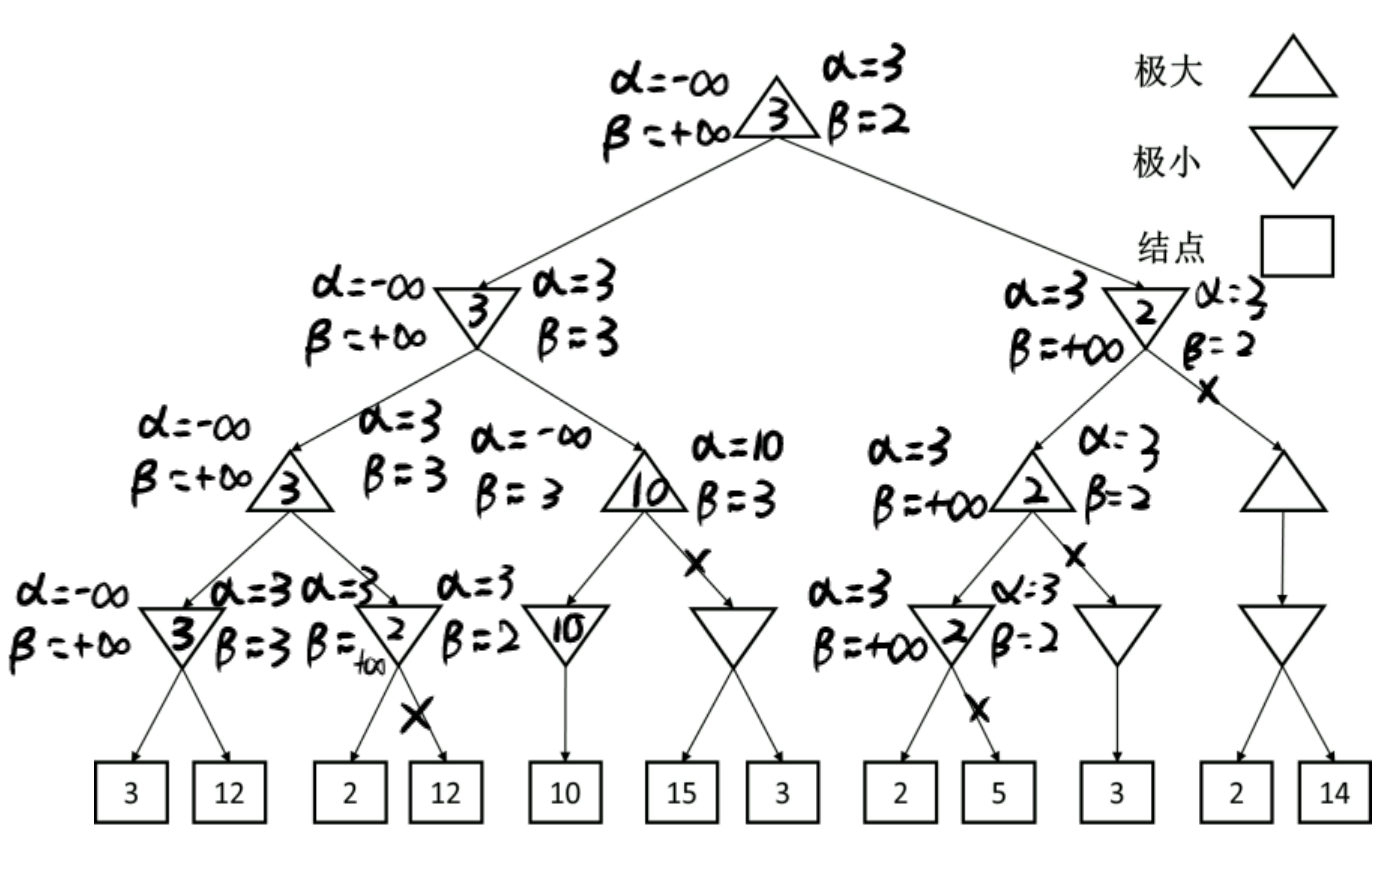 α=-∞ α=3
β=+∞ 3 β=2
极大
极小
结点
α=-∞ α=3
β=+∞ 3 β=3
α=3 α=3
β=+∞ 2 β=2
X
α=-∞ α=3
β=+∞ 3 β=3
α=-∞ α=10
β=3 10 β=3
α=3 α=3
β=+∞ 2 β=2
X
X
α=-∞ α=3
β=+∞ 3 β=3
α=3 α=3
β=+∞ 2 β=2
10
α=3 α=3
β=+∞ 2 β=2
X
X
3 12 2 12 10 15 3 2 5 3 2 14